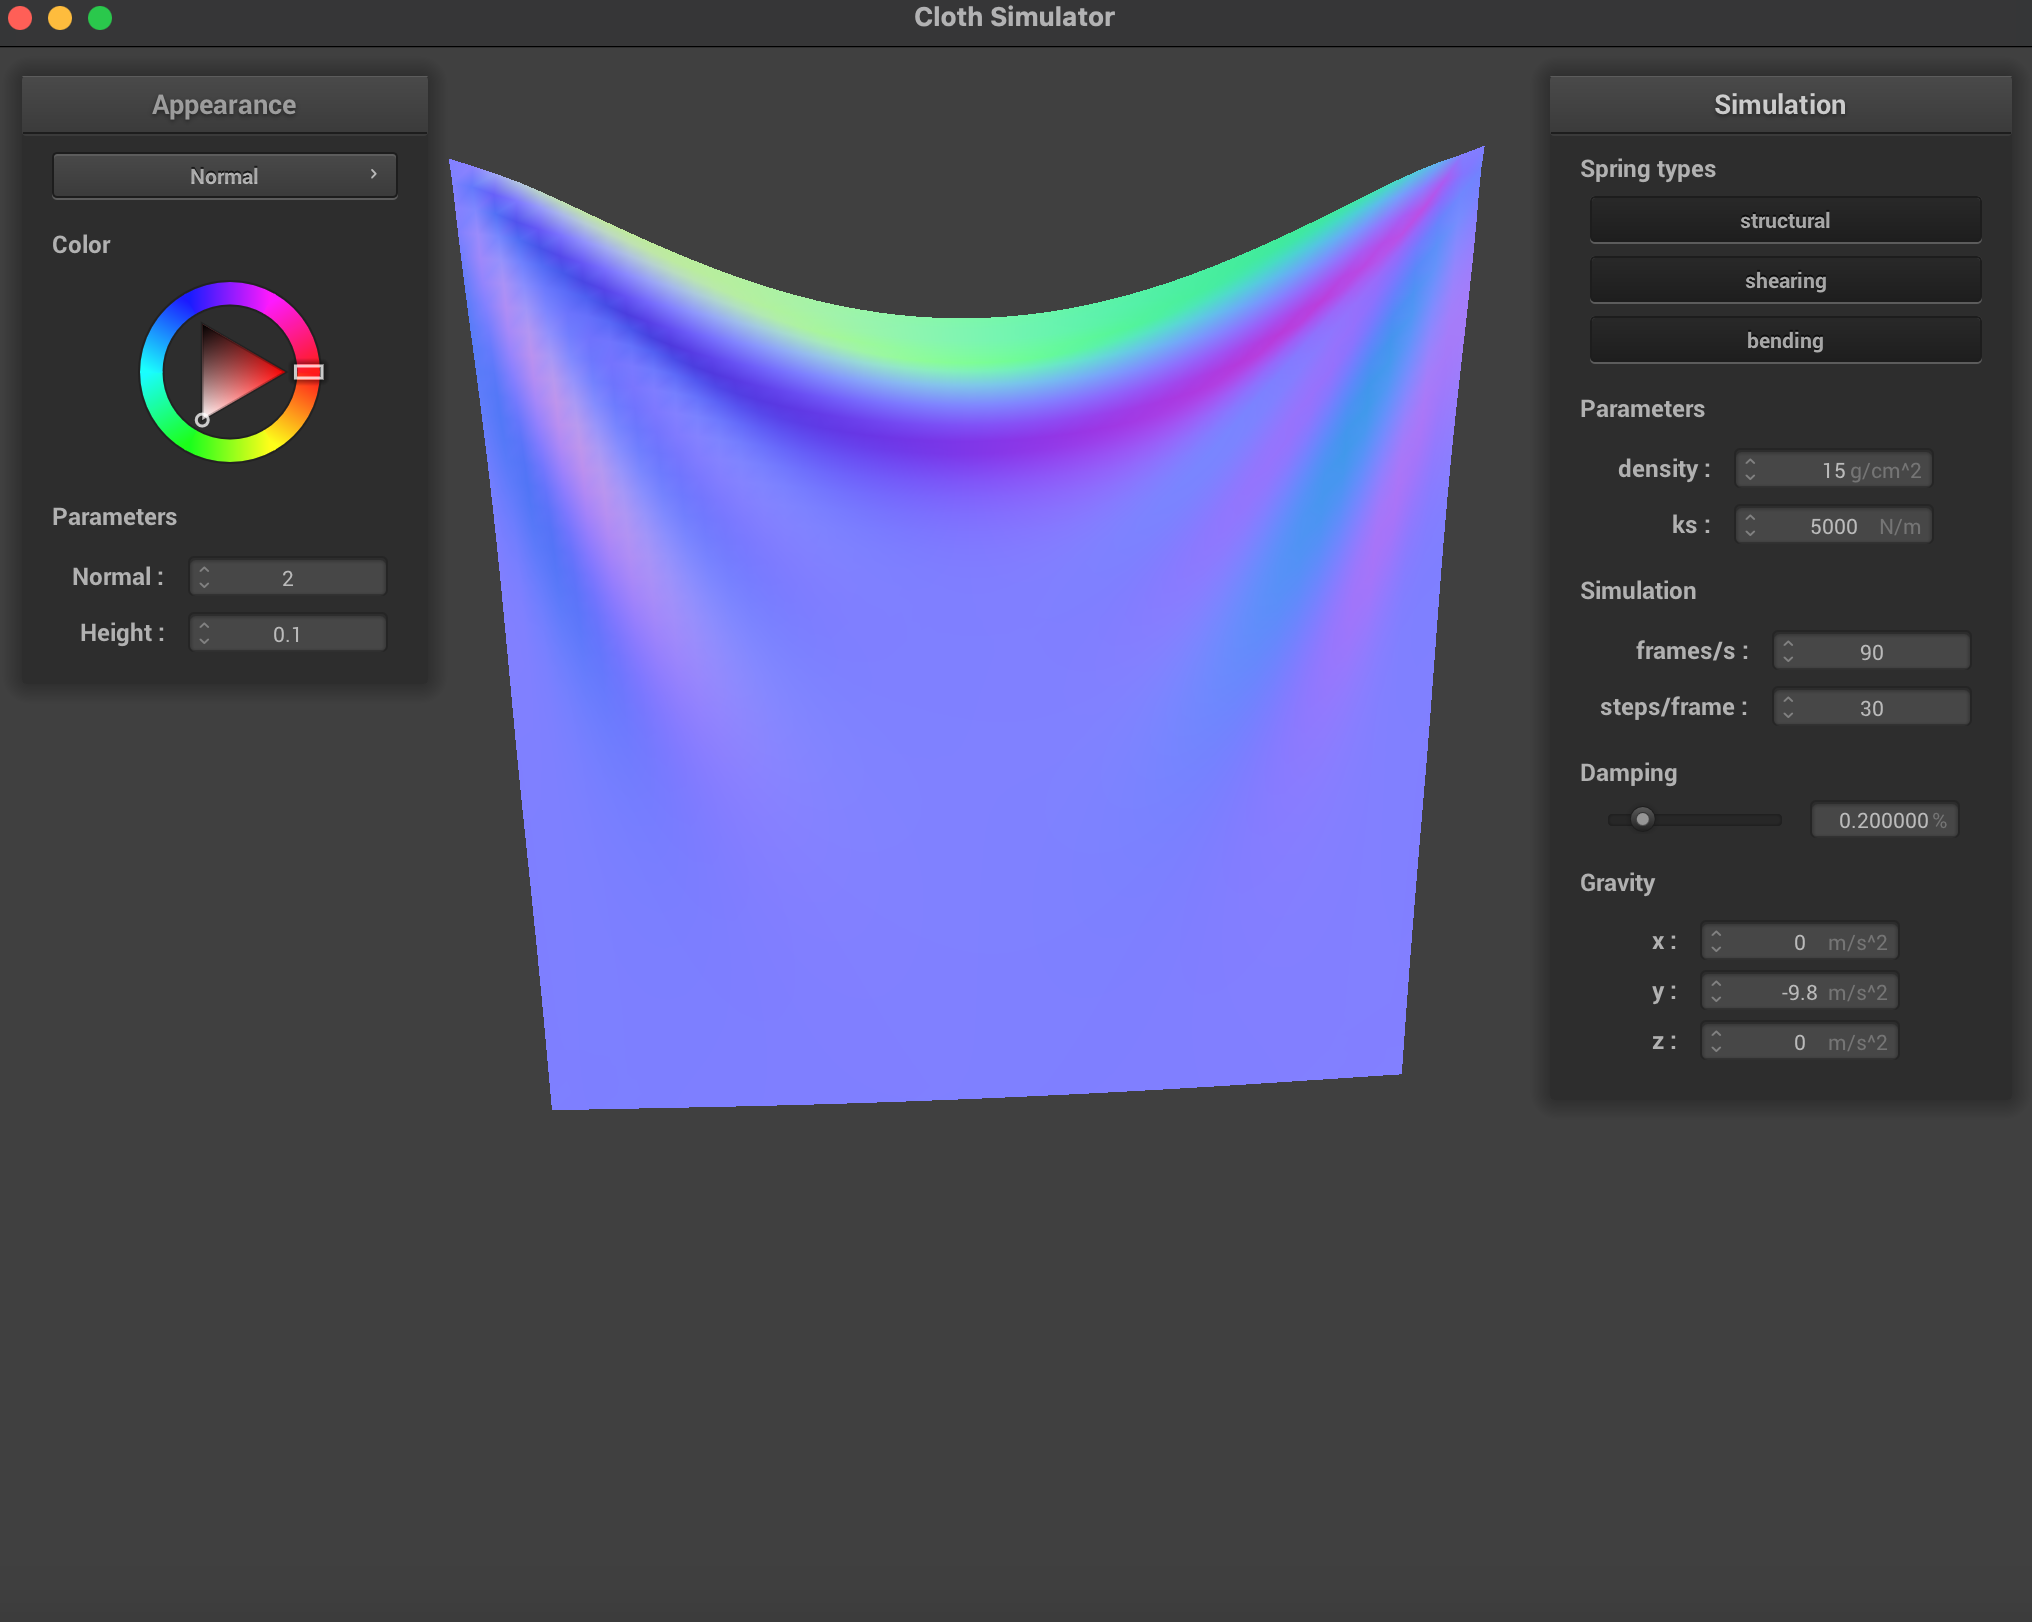 Cloth Simulator
Appearance
Normal
Color
Parameters
Normal : 2
Height : 0.1
Simulation
Spring types
structural
shearing
bending
Parameters
density : 15 g/cm^2
ks : 5000 N/m
Simulation
frames/s : 90
steps/frame : 30
Damping
0.200000 %
Gravity
x : 0 m/s^2
y : -9.8 m/s^2
z : 0 m/s^2